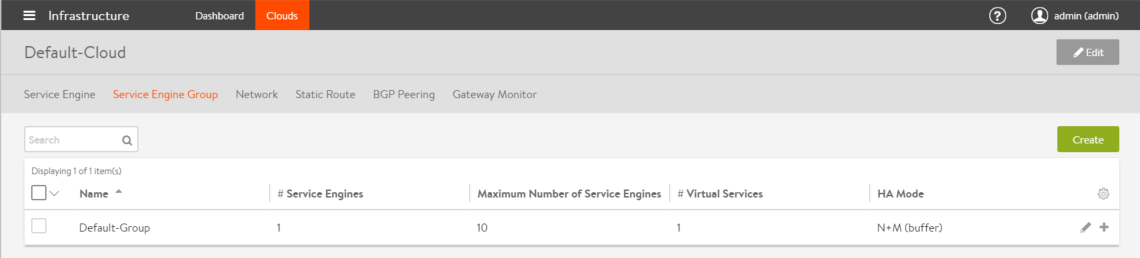 Infrastructure Dashboard Clouds ? admin (admin)
Default-Cloud Edit
Service Engine Service Engine Group Network Static Route BGP Peering Gateway Monitor
Search Create
Displaying 1 of 1 item(s)
Name # Service Engines Maximum Number of Service Engines # Virtual Services HA Mode
Default-Group 1 10 1 N+M (buffer)